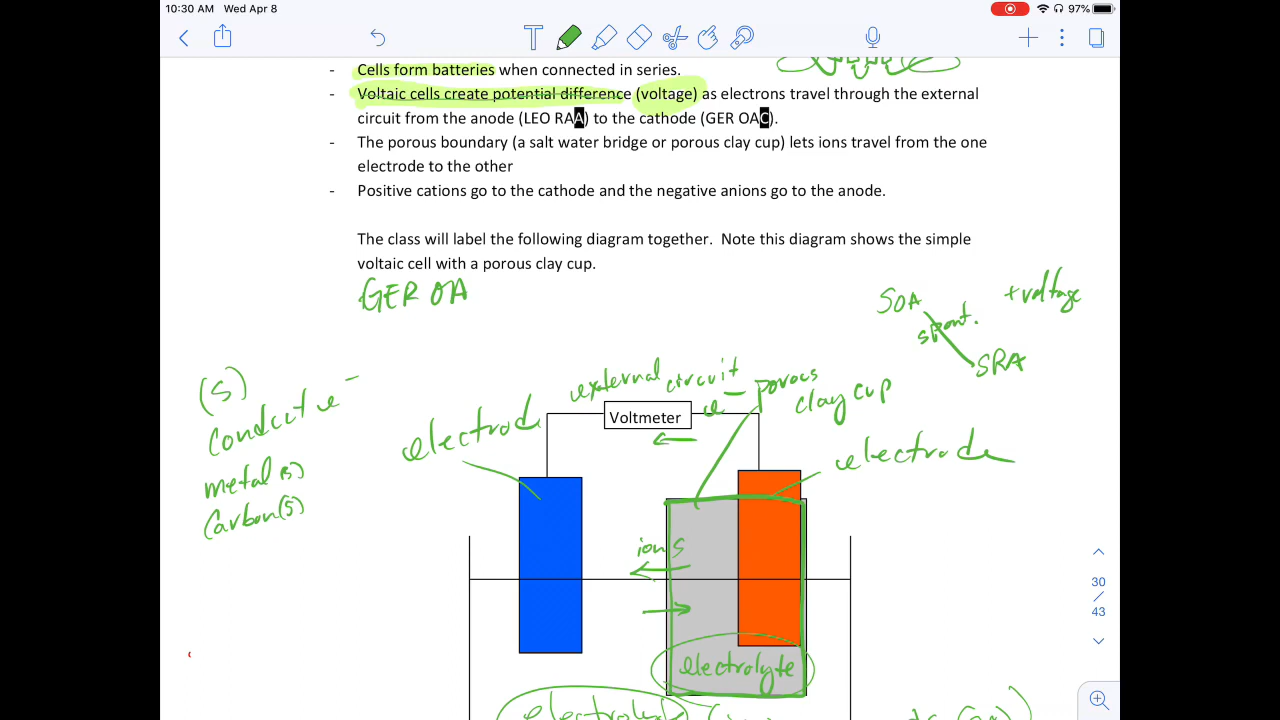 10:30 AM Wed Apr 8
97%
- Cells form batteries when connected in series.
- Voltaic cells create potential difference (voltage) as electrons travel through the external
circuit from the anode (LEO RAA) to the cathode (GER OAC).
- The porous boundary (a salt water bridge or porous clay cup) lets ions travel from the one
electrode to the other
- Positive cations go to the cathode and the negative anions go to the anode.
The class will label the following diagram together. Note this diagram shows the simple
voltaic cell with a porous clay cup.
GER OA
SOA
+voltage
spont.
SRA
(s)
conduct e⁻
metal(s)
Carbon(s)
external circuit
porous
clay cup
Voltmeter
e⁻
electrode
electrode
ions
electrolyte
30
/
43